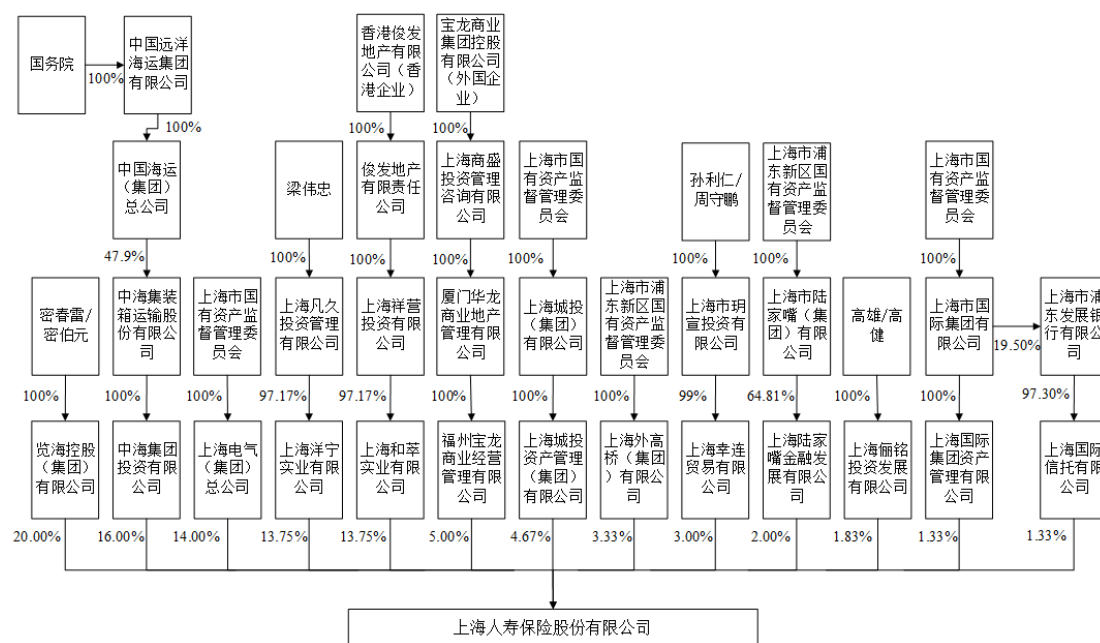 国务院
100%
中国远洋
海运集团
有限公司
香港俊发
地产有限
公司（香
港企业）
宝龙商业
集团控股
有限公司
（外国企
业）
100%
100%
100%
中国海运
（集团）
总公司
梁伟忠
俊发地产
有限责任
公司
上海商盛
投资管理
咨询有限
公司
上海市国
有资产监
督管理委
员会
孙利仁/
周守鹏
上海市浦
东新区国
有资产监
督管理委
员会
上海市国
有资产监
督管理委
员会
47.9%
100%
100%
100%
100%
100%
100%
100%
密春雷/
密伯元
中海集装
箱运输股
份有限公
司
上海市国
有资产监
督管理委
员会
上海凡久
投资管理
有限公司
上海祥营
投资有限
公司
厦门华龙
商业地产
管理有限
公司
上海城投
（集团）
有限公司
上海市浦
东新区国
有资产监
督管理委
员会
上海市玥
宣投资有
限公司
上海市陆
家嘴（集
团）有限
公司
高雄/高
健
上海市国
际集团有
限公司
19.50%
上海市浦
东发展银
行有限公
司
100%
100%
100%
97.17%
97.17%
100%
100%
100%
99%
64.81%
100%
100%
97.30%
览海控股
（集团）
有限公司
中海集团
投资有限
公司
上海电气
（集团）
总公司
上海洋宁
实业有限
公司
上海和萃
实业有限
公司
福州宝龙
商业经营
管理有限
公司
上海城投
资产管理
（集团）
有限公司
上海外高
桥（集团
）有限公
司
上海幸连
贸易有限
公司
上海陆家
嘴金融发
展有限公
司
上海俪铭
投资发展
有限公司
上海国际
集团资产
管理有限
公司
上海国际
信托有限
公司
20.00%
16.00%
14.00%
13.75%
13.75%
5.00%
4.67%
3.33%
3.00%
2.00%
1.83%
1.33%
1.33%
上海人寿保险股份有限公司